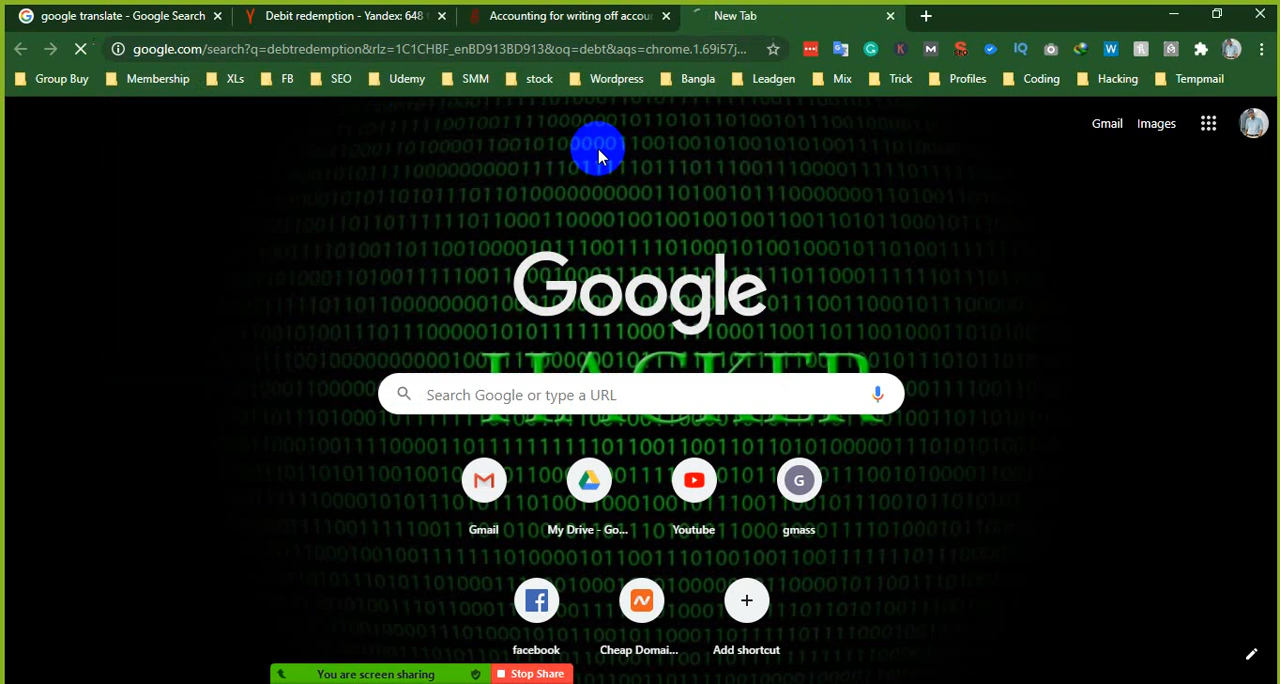 google translate - Google Search
Debit redemption - Yandex: 648
Accounting for writing off accou
New Tab
google.com/search?q=debtredemption&rlz=1C1CHBF_enBD913BD913&oq=debt&aqs=chrome.1.69i57j...
Group Buy
Membership
XLs
FB
SEO
Udemy
SMM
stock
Wordpress
Bangla
Leadgen
Mix
Trick
Profiles
Coding
Hacking
Tempmail
Gmail
Images
Google
HACKER
Search Google or type a URL
Gmail
My Drive - Go...
Youtube
gmass
facebook
Cheap Domai...
Add shortcut
You are screen sharing
Stop Share